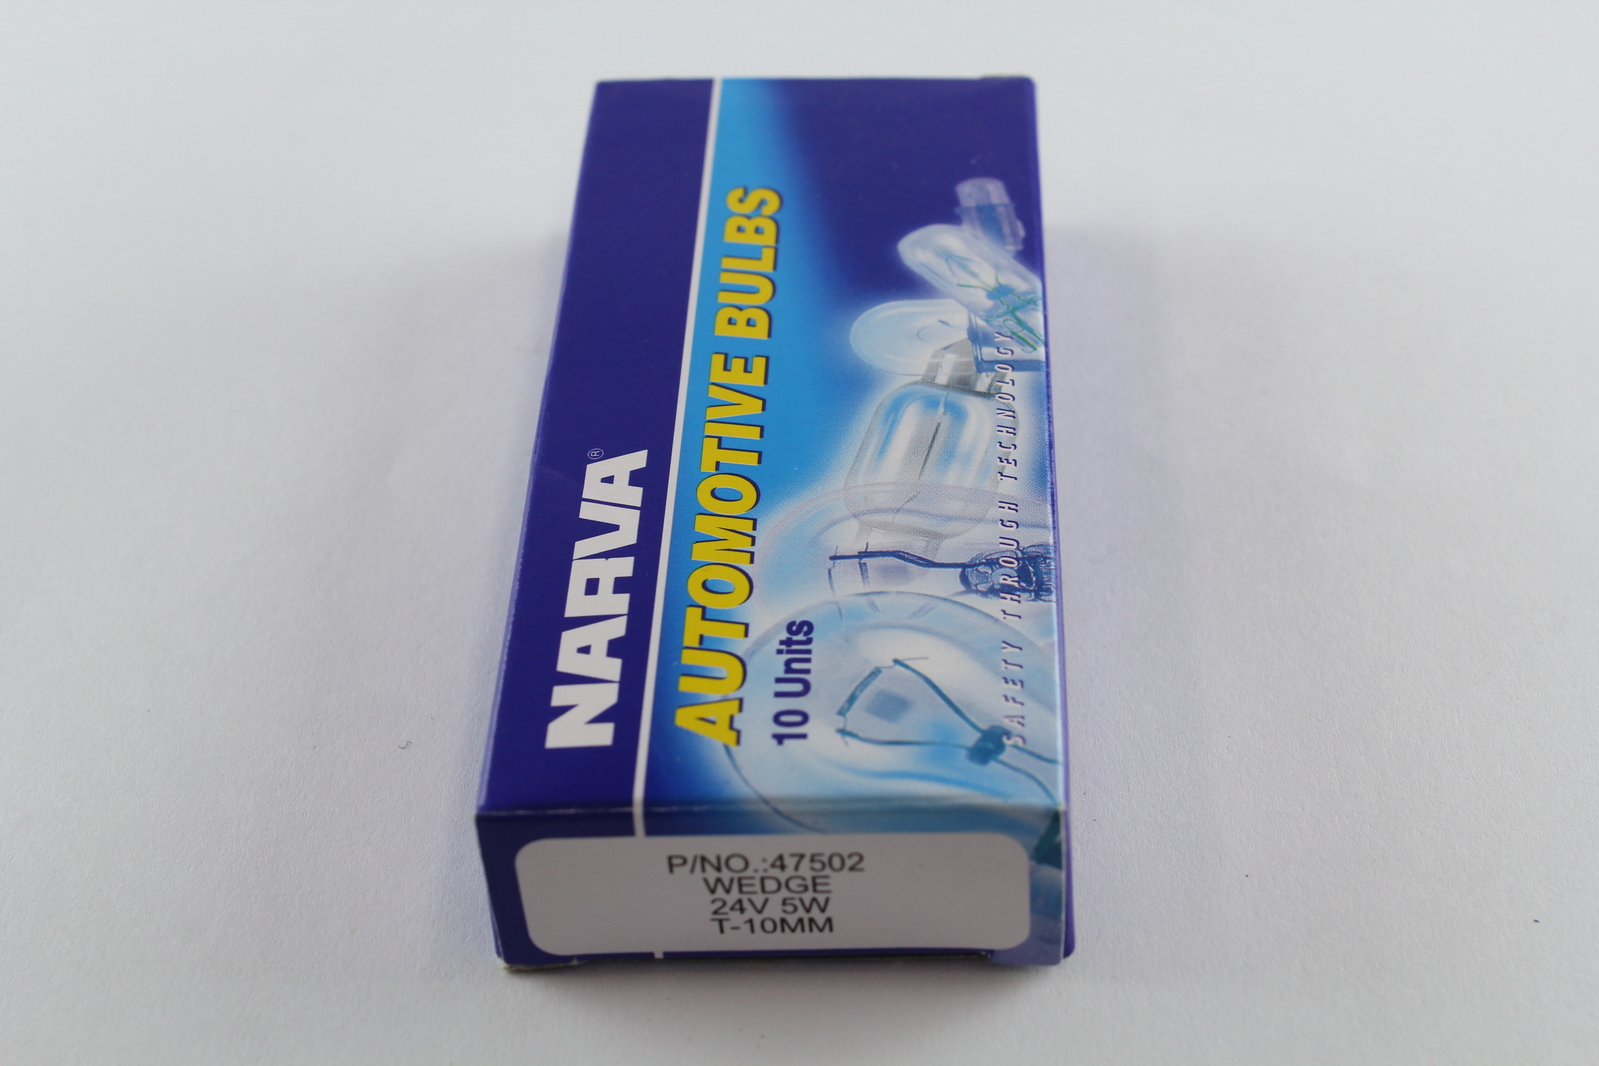 NARVA®
AUTOMOTIVE BULBS
10 Units
SAFETY THROUGH TECHNOLOGY
P/NO.:47502
WEDGE
24V 5W
T-10MM